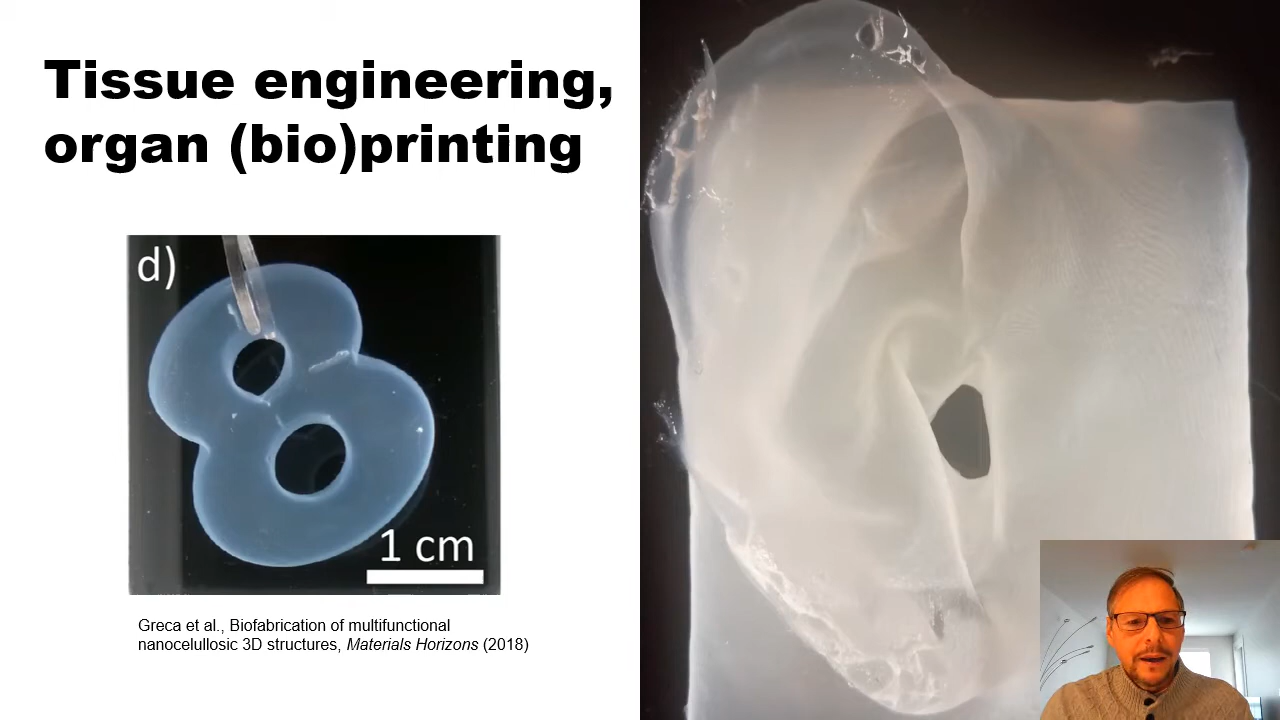 Tissue engineering,
organ (bio)printing
d)
1 cm
Greca et al., Biofabrication of multifunctional
nanocelullosic 3D structures, Materials Horizons (2018)